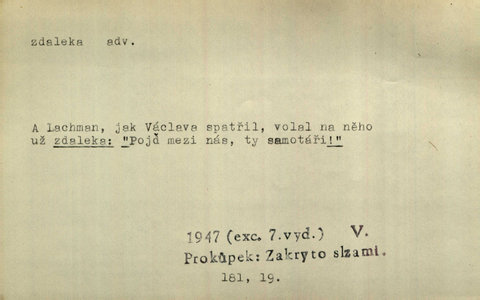 zdaleka adv.
A Lachman, jak Václava spatřil, volal na něho
už zdaleka: "Pojď mezi nás, ty samotáři!"
1947 (exc. 7.vyd.) V.
Prokůpek: Zakryto slzami.
181, 19.